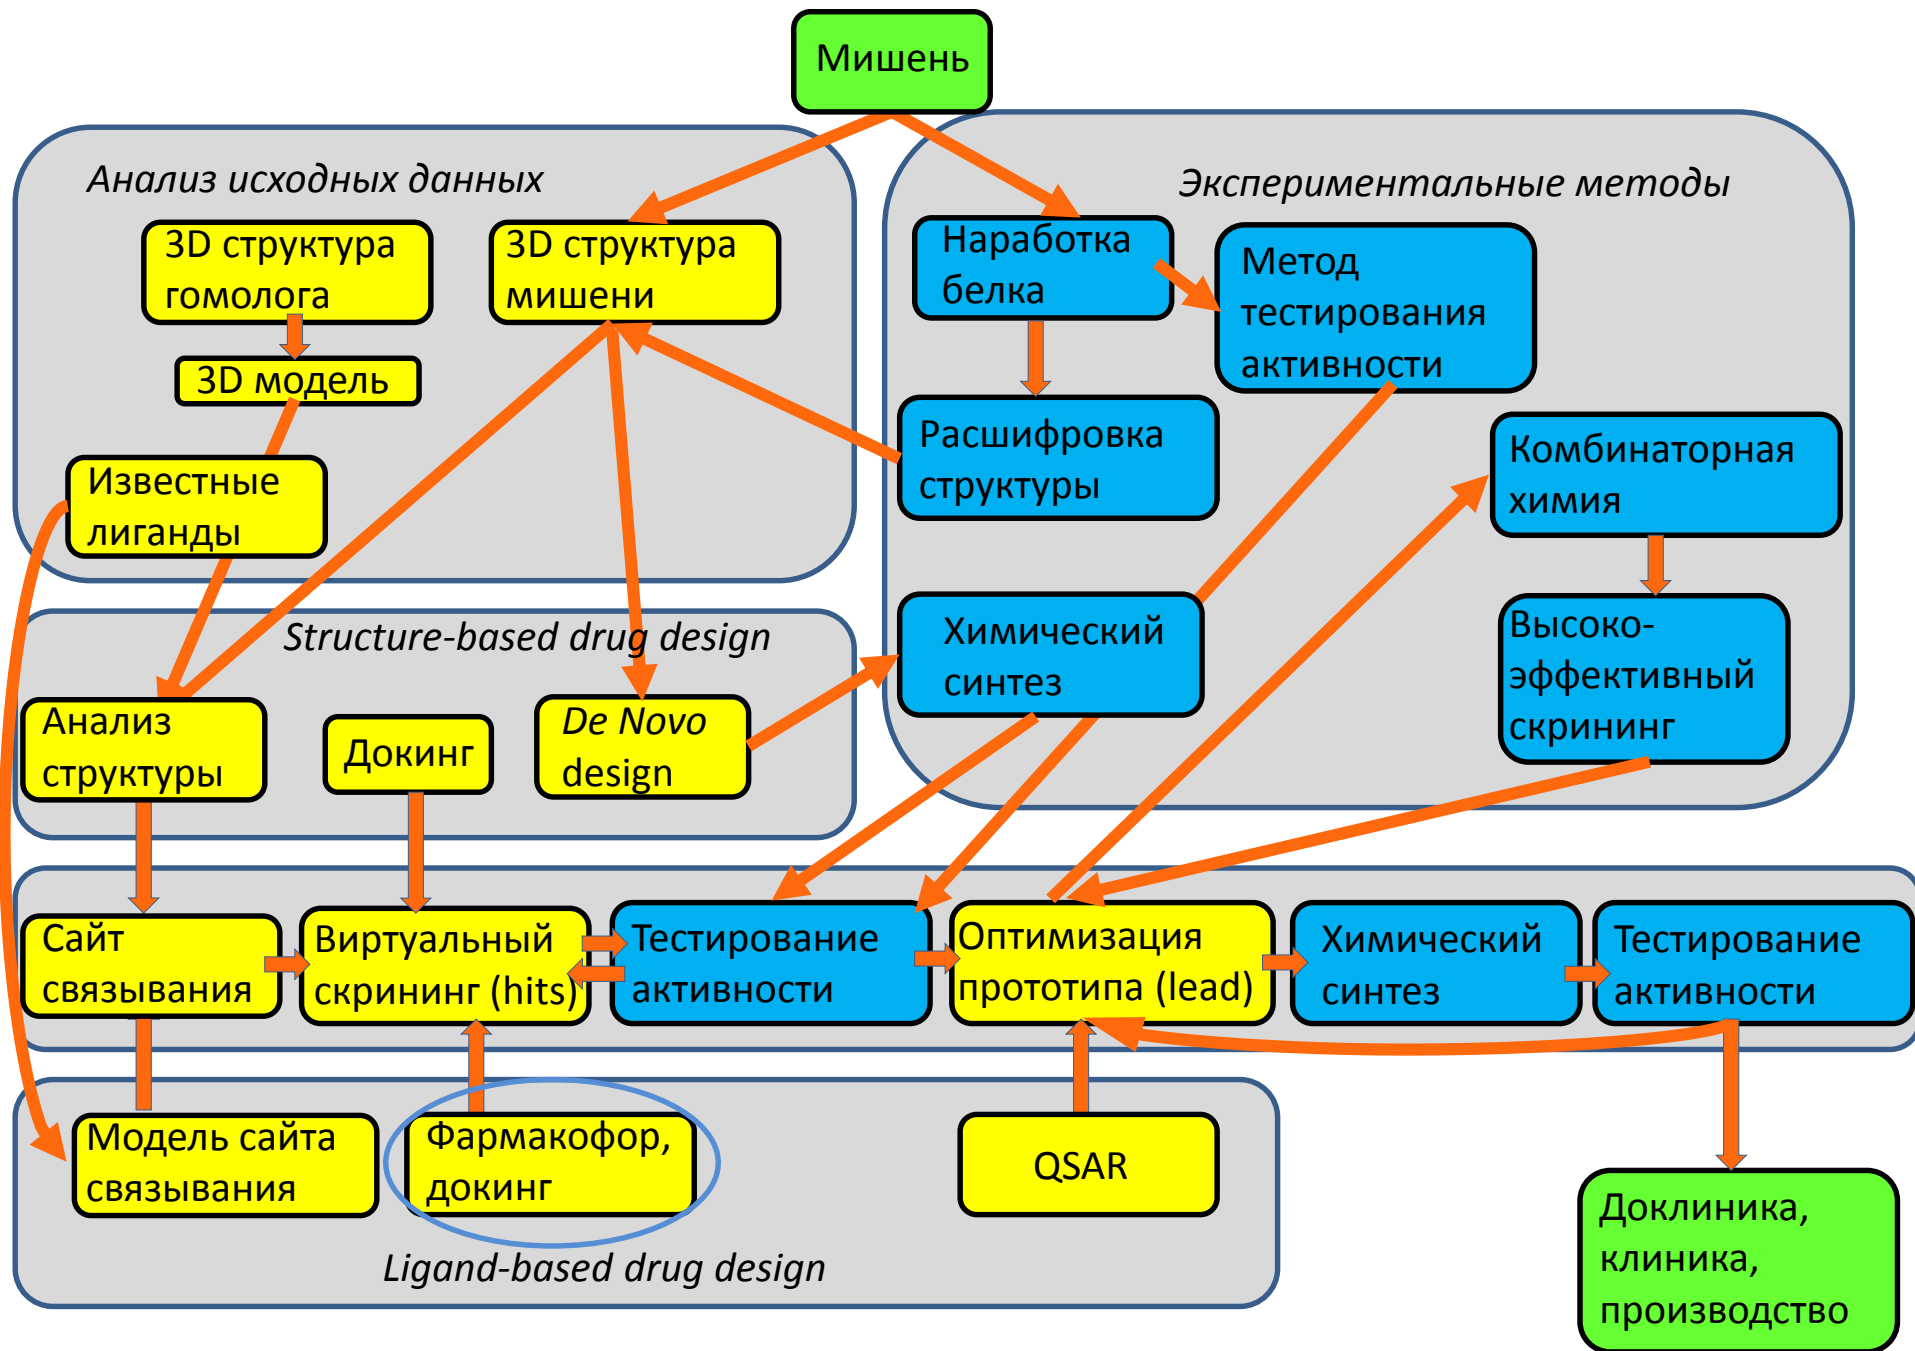 Мишень
Анализ исходных данных
3D структура
гомолога
3D структура
мишени
3D модель
Известные
лиганды
Экспериментальные методы
Наработка
белка
Метод
тестирования
активности
Расшифровка
структуры
Комбинаторная
химия
Химический
синтез
Высоко-
эффективный
скрининг
Structure-based drug design
Анализ
структуры
Докинг
De Novo
design
Сайт
связывания
Виртуальный
скрининг (hits)
Тестирование
активности
Оптимизация
прототипа (lead)
Химический
синтез
Тестирование
активности
Модель сайта
связывания
Фармакофор,
докинг
QSAR
Ligand-based drug design
Доклиника,
клиника,
производство